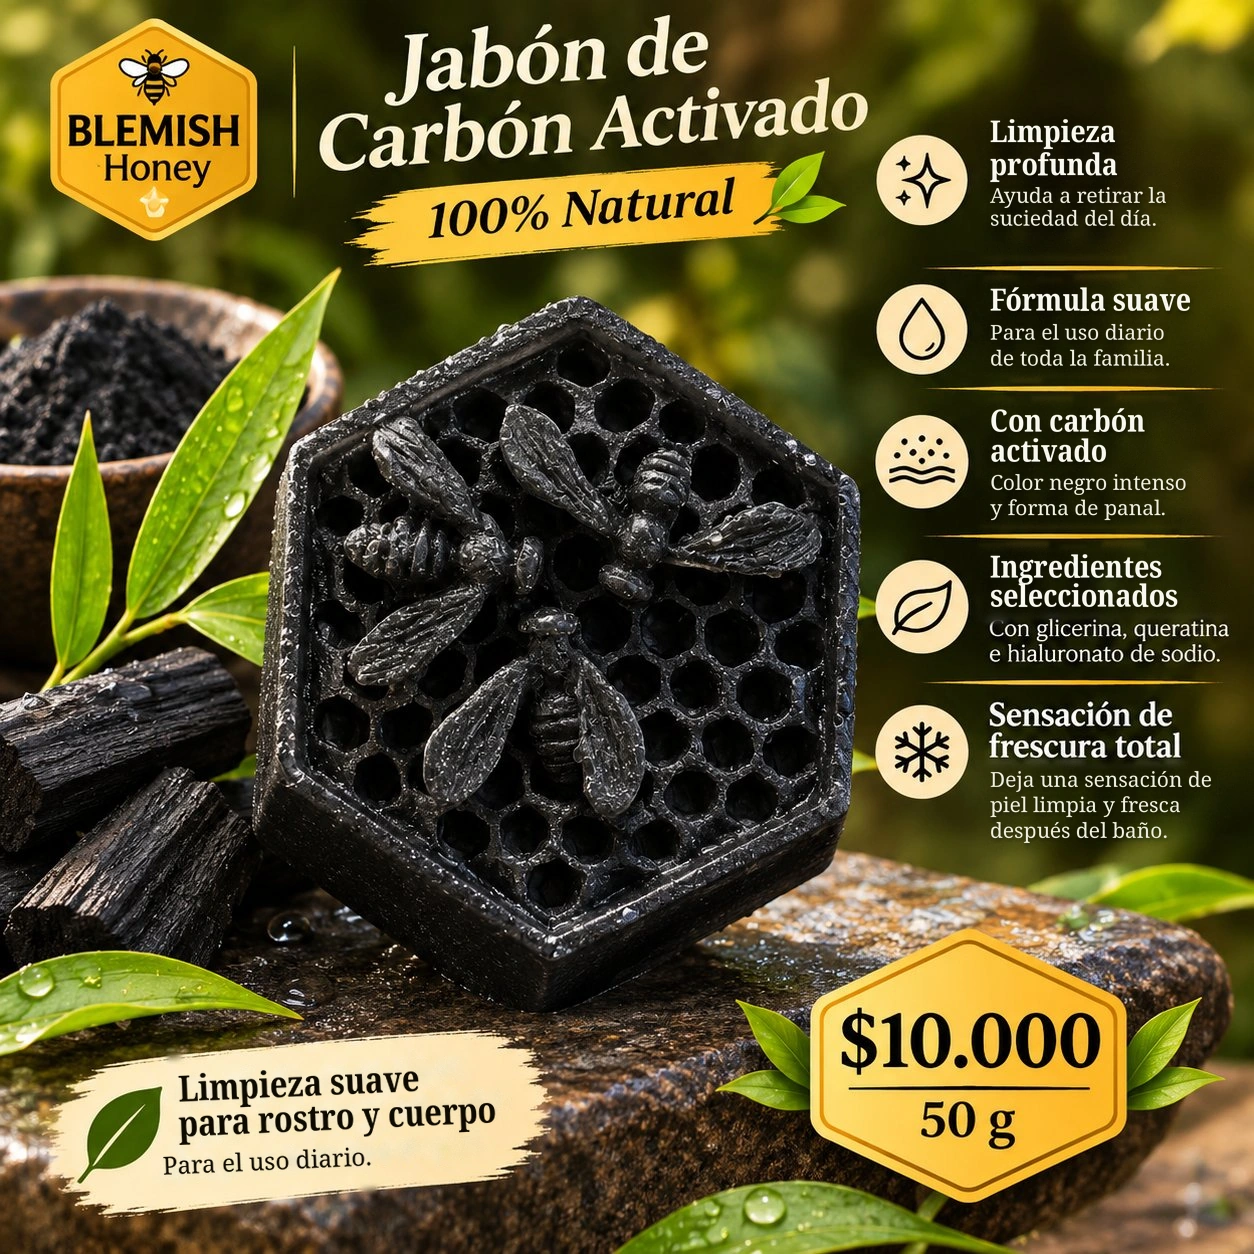 BLEMISH
Honey
Jabón de
Carbón Activado
100% Natural
Limpieza
profunda
Ayuda a retirar la
suciedad del día.
Fórmula suave
Para el uso diario
de toda la familia.
Con carbón
activado
Color negro intenso
y forma de panal.
Ingredientes
seleccionados
Con glicerina, queratina
e hialuronato de sodio.
Sensación de
frescura total
Deja una sensación de
piel limpia y fresca
después del baño.
Limpieza suave
para rostro y cuerpo
Para el uso diario.
$10.000
50 g